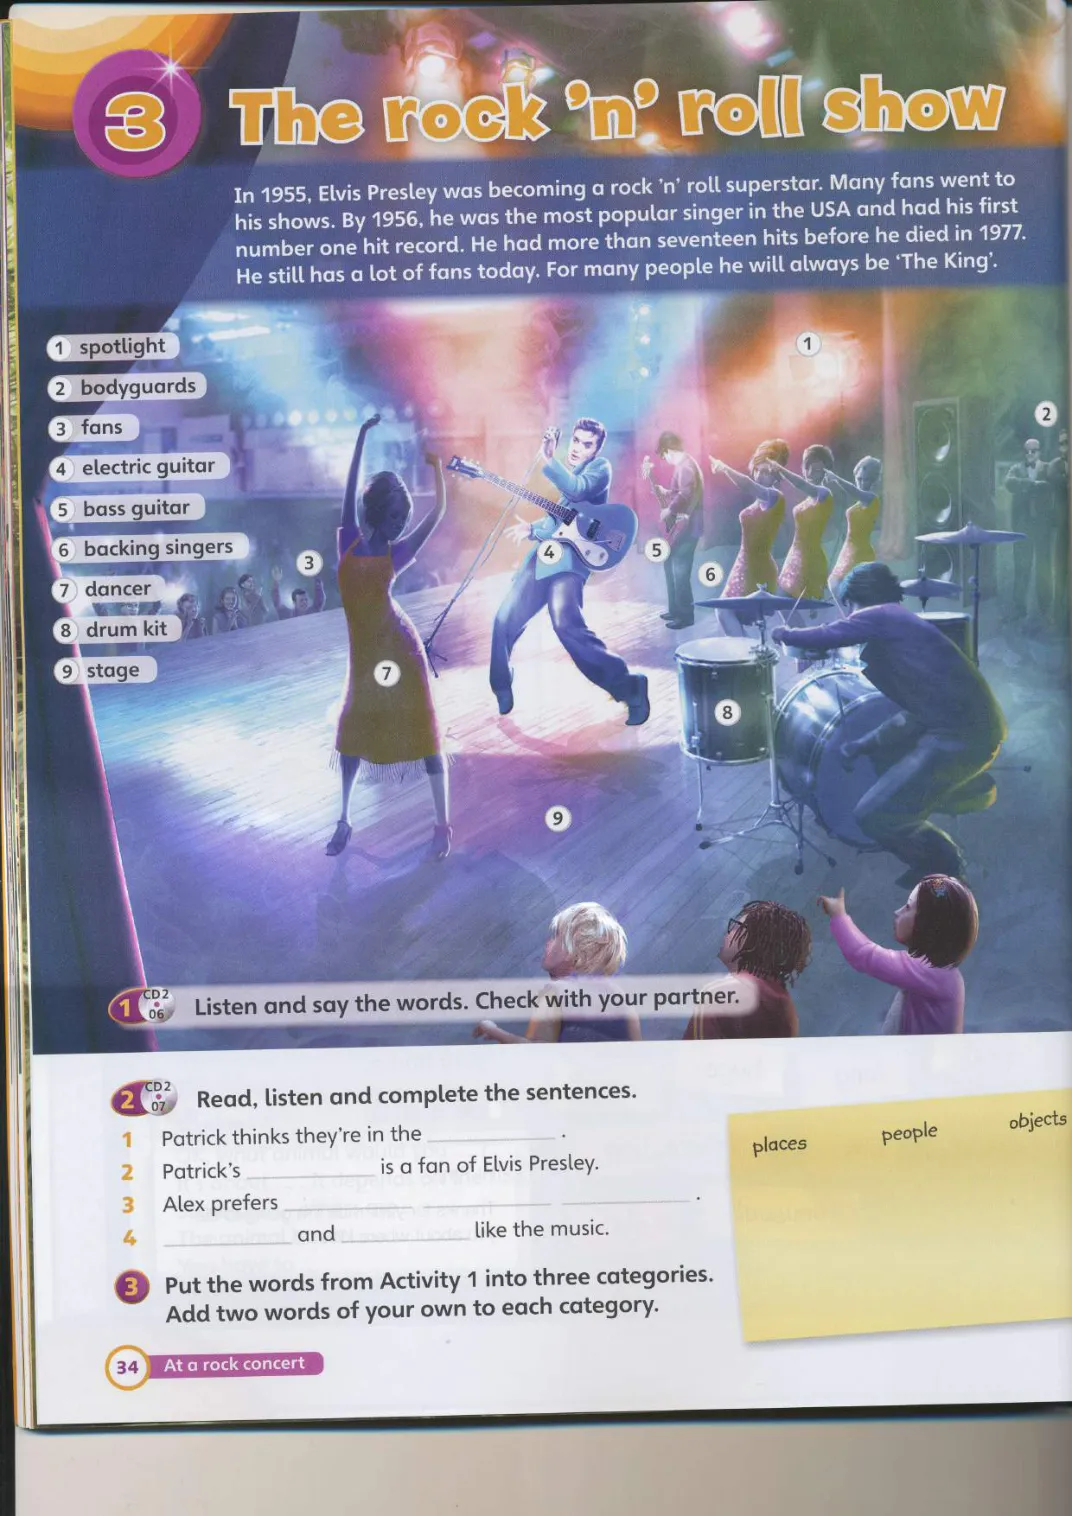 3 The rock 'n' roll show
In 1955, Elvis Presley was becoming a rock 'n' roll superstar. Many fans went to
his shows. By 1956, he was the most popular singer in the USA and had his first
number one hit record. He had more than seventeen hits before he died in 1977.
He still has a lot of fans today. For many people he will always be 'The King'.
1 spotlight
2 bodyguards
3 fans
4 electric guitar
5 bass guitar
6 backing singers
7 dancer
8 drum kit
9 stage
1
2
3
4
5
6
7
8
9
1 CD2 06 Listen and say the words. Check with your partner.
2 CD2 07 Read, listen and complete the sentences.
1 Patrick thinks they're in the ____________ .
2 Patrick's ____________ is a fan of Elvis Presley.
3 Alex prefers ____________ ____________ .
4 ____________ and ____________ like the music.
3 Put the words from Activity 1 into three categories.
Add two words of your own to each category.
places people objects
34 At a rock concert